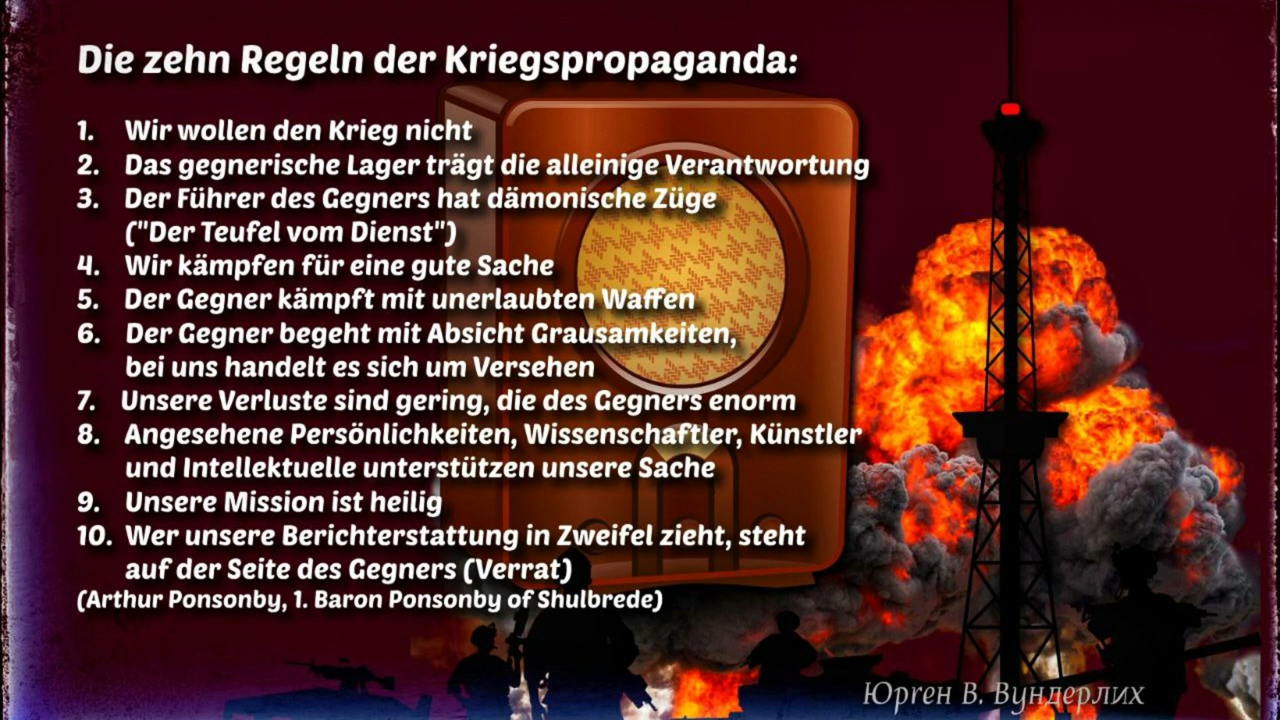 Die zehn Regeln der Kriegspropaganda:
1. Wir wollen den Krieg nicht
2. Das gegnerische Lager trägt die alleinige Verantwortung
3. Der Führer des Gegners hat dämonische Züge
("Der Teufel vom Dienst")
4. Wir kämpfen für eine gute Sache
5. Der Gegner kämpft mit unerlaubten Waffen
6. Der Gegner begeht mit Absicht Grausamkeiten,
bei uns handelt es sich um Versehen
7. Unsere Verluste sind gering, die des Gegners enorm
8. Angesehene Persönlichkeiten, Wissenschaftler, Künstler
und Intellektuelle unterstützen unsere Sache
9. Unsere Mission ist heilig
10. Wer unsere Berichterstattung in Zweifel zieht, steht
auf der Seite des Gegners (Verrat)
(Arthur Ponsonby, 1. Baron Ponsonby of Shulbrede)
Юрген В. Вундерлих